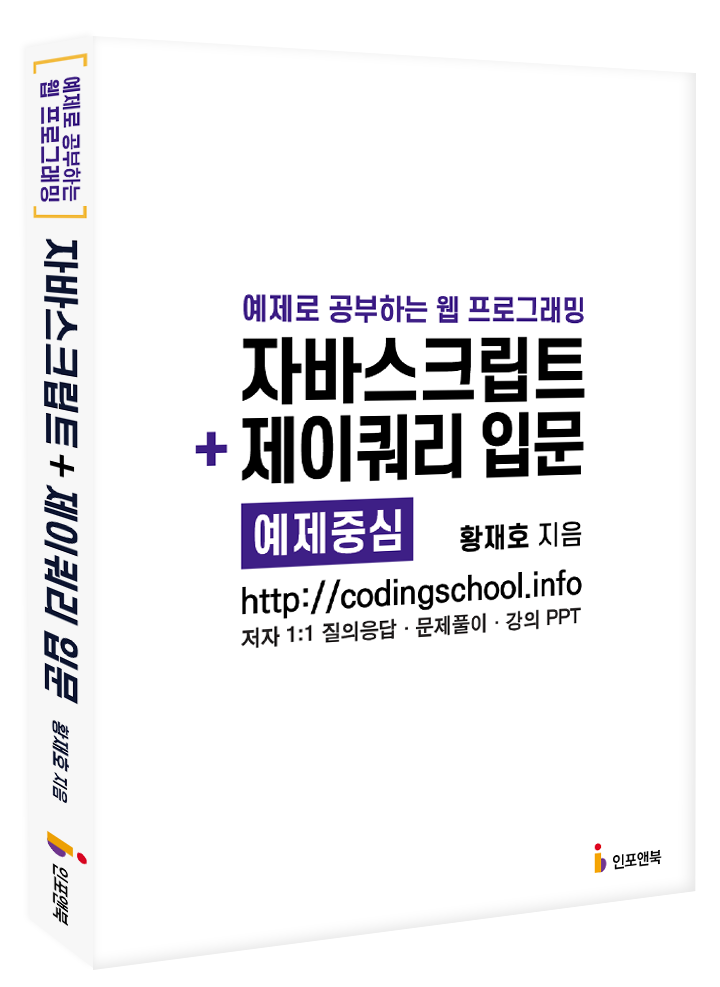 예제로 공부하는
웹 프로그래밍
자바스크립트 + 제이쿼리 입문
황재호 지음
인포앤북
예제로 공부하는 웹 프로그래밍
자바스크립트
+ 제이쿼리 입문
예제중심
황재호 지음
http://codingschool.info
저자 1:1 질의응답 · 문제풀이 · 강의 PPT
인포앤북